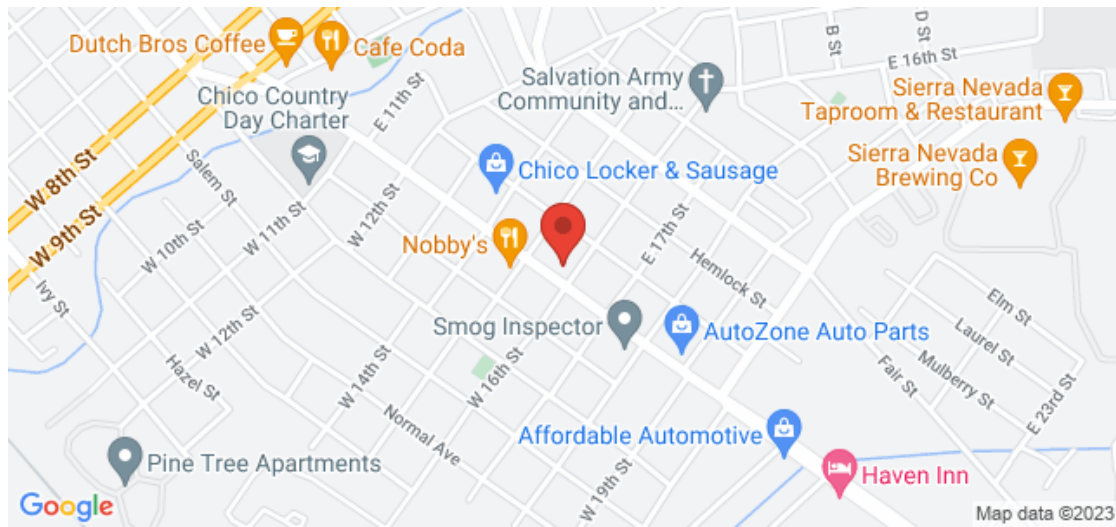 Dutch Bros Coffee
Cafe Coda
B St
D St
E 16th St
Chico Country
Day Charter
E 11th St
Salvation Army
Community and...
Sierra Nevada
Taproom & Restaurant
W 8th St
Salem St
W 12th St
Chico Locker & Sausage
Sierra Nevada
Brewing Co
W 9th St
W 10th St
W 11th St
Nobby's
E 17th St
Hemlock St
Ivy St
W 12th St
Smog Inspector
AutoZone Auto Parts
Elm St
Laurel St
Mulberry St
Fair St
E 23rd St
Hazel St
W 14th St
W 16th St
Normal Ave
Affordable Automotive
Pine Tree Apartments
W 19th St
Haven Inn
Google
Map data ©2023